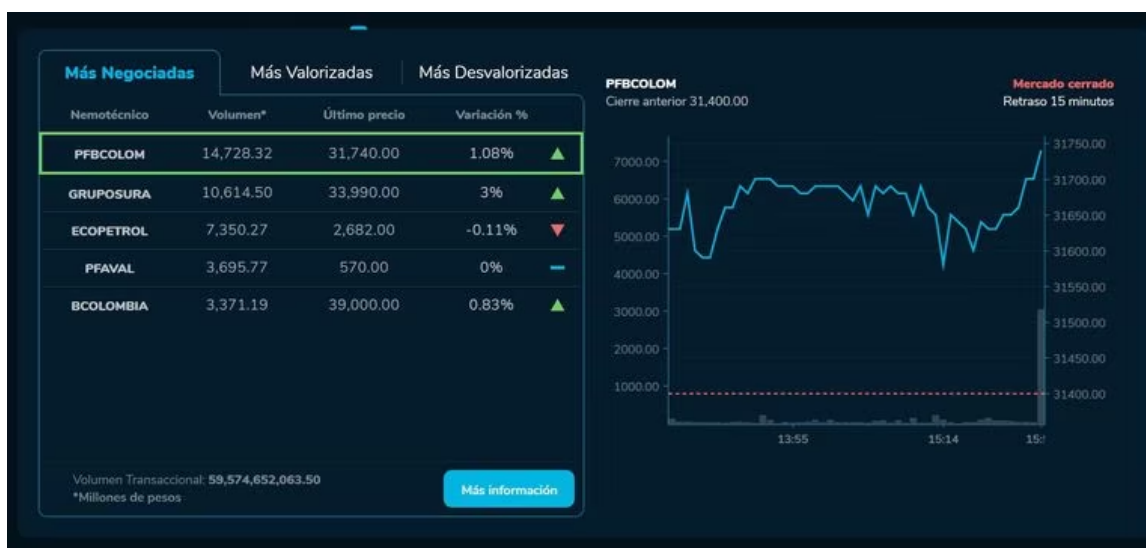 Más Negociadas Más Valorizadas Más Desvalorizadas
Nemotécnico Volumen* Último precio Variación %
PFBCOLOM 14,728.32 31,740.00 1.08%
GRUPOSURA 10,614.50 33,990.00 3%
ECOPETROL 7,350.27 2,682.00 -0.11%
PFAVAL 3,695.77 570.00 0%
BCOLOMBIA 3,371.19 39,000.00 0.83%
Volumen Transaccional: 59,574,652,063.50
*Millones de pesos
Más información
PFBCOLOM
Cierre anterior 31,400.00
Mercado cerrado
Retraso 15 minutos
7000.00
6000.00
5000.00
4000.00
3000.00
2000.00
1000.00
31750.00
31700.00
31650.00
31600.00
31550.00
31500.00
31450.00
31400.00
13:55 15:14